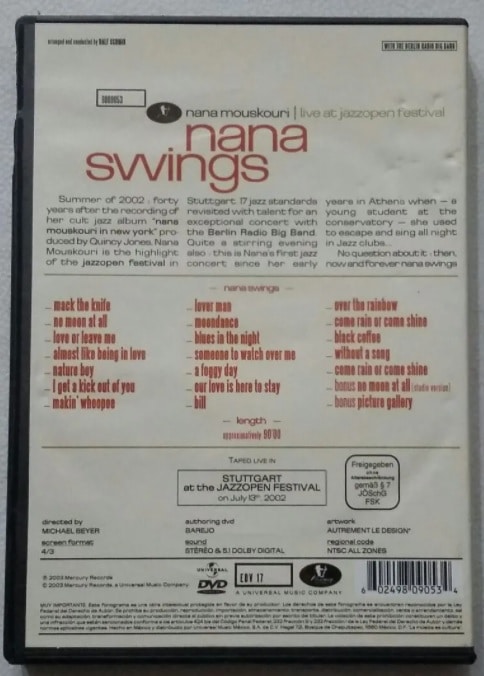 arranged and conducted by RALF SCHMID
WITH THE BERLIN RADIO BIG BAND
nana mouskouri | live at jazzopen festival
nana
swings
Summer of 2002 : forty
years after the recording of
her cult jazz album "nana
mouskouri in new york" pro-
duced by Quincy Jones. Nana
Mouskouri is the highlight
of the jazzopen festival in
Stuttgart. 17 jazz standards
revisited with talent for an
exceptional concert with
the Berlin Radio Big Band.
Quite a stirring evening
also : this is Nana's first jazz
concert since her early
years in Athens when – a
young student at the
conservatory – she used
to escape and sing all night
in Jazz clubs...
No question about it : then,
now and forever nana swings
– nana swings –
– mack the knife
– no moon at all
– love or leave me
– almost like being in love
– nature boy
– I get a kick out of you
– makin' whoopee
– lover man
– moondance
– blues in the night
– someone to watch over me
– a foggy day
– our love is here to stay
– bill
– over the rainbow
– come rain or come shine
– black coffee
– without a song
– come rain or come shine
– bonus no moon at all (studio version)
– bonus picture gallery
– length –
approximatively 90'00
TAPED LIVE IN
STUTTGART
at the JAZZOPEN FESTIVAL
on July 13th, 2002
Freigegeben
ohne
Altersbeschränkung
gemäß § 7
JÖSchG
FSK
directed by
MICHAEL BEYER
screen format
4/3
authoring dvd
BAREJO
sound
STÉRÉO & 5.1 DOLBY DIGITAL
artwork
AUTREMENT LE DESIGN*
regional code
NTSC ALL ZONES
℗ 2003 Mercury Records
© 2003 Mercury Records, a Universal Music Company
UNIVERSAL
DVD
CDV 17
A UNIVERSAL MUSIC COMPANY
6 02498 09053 4